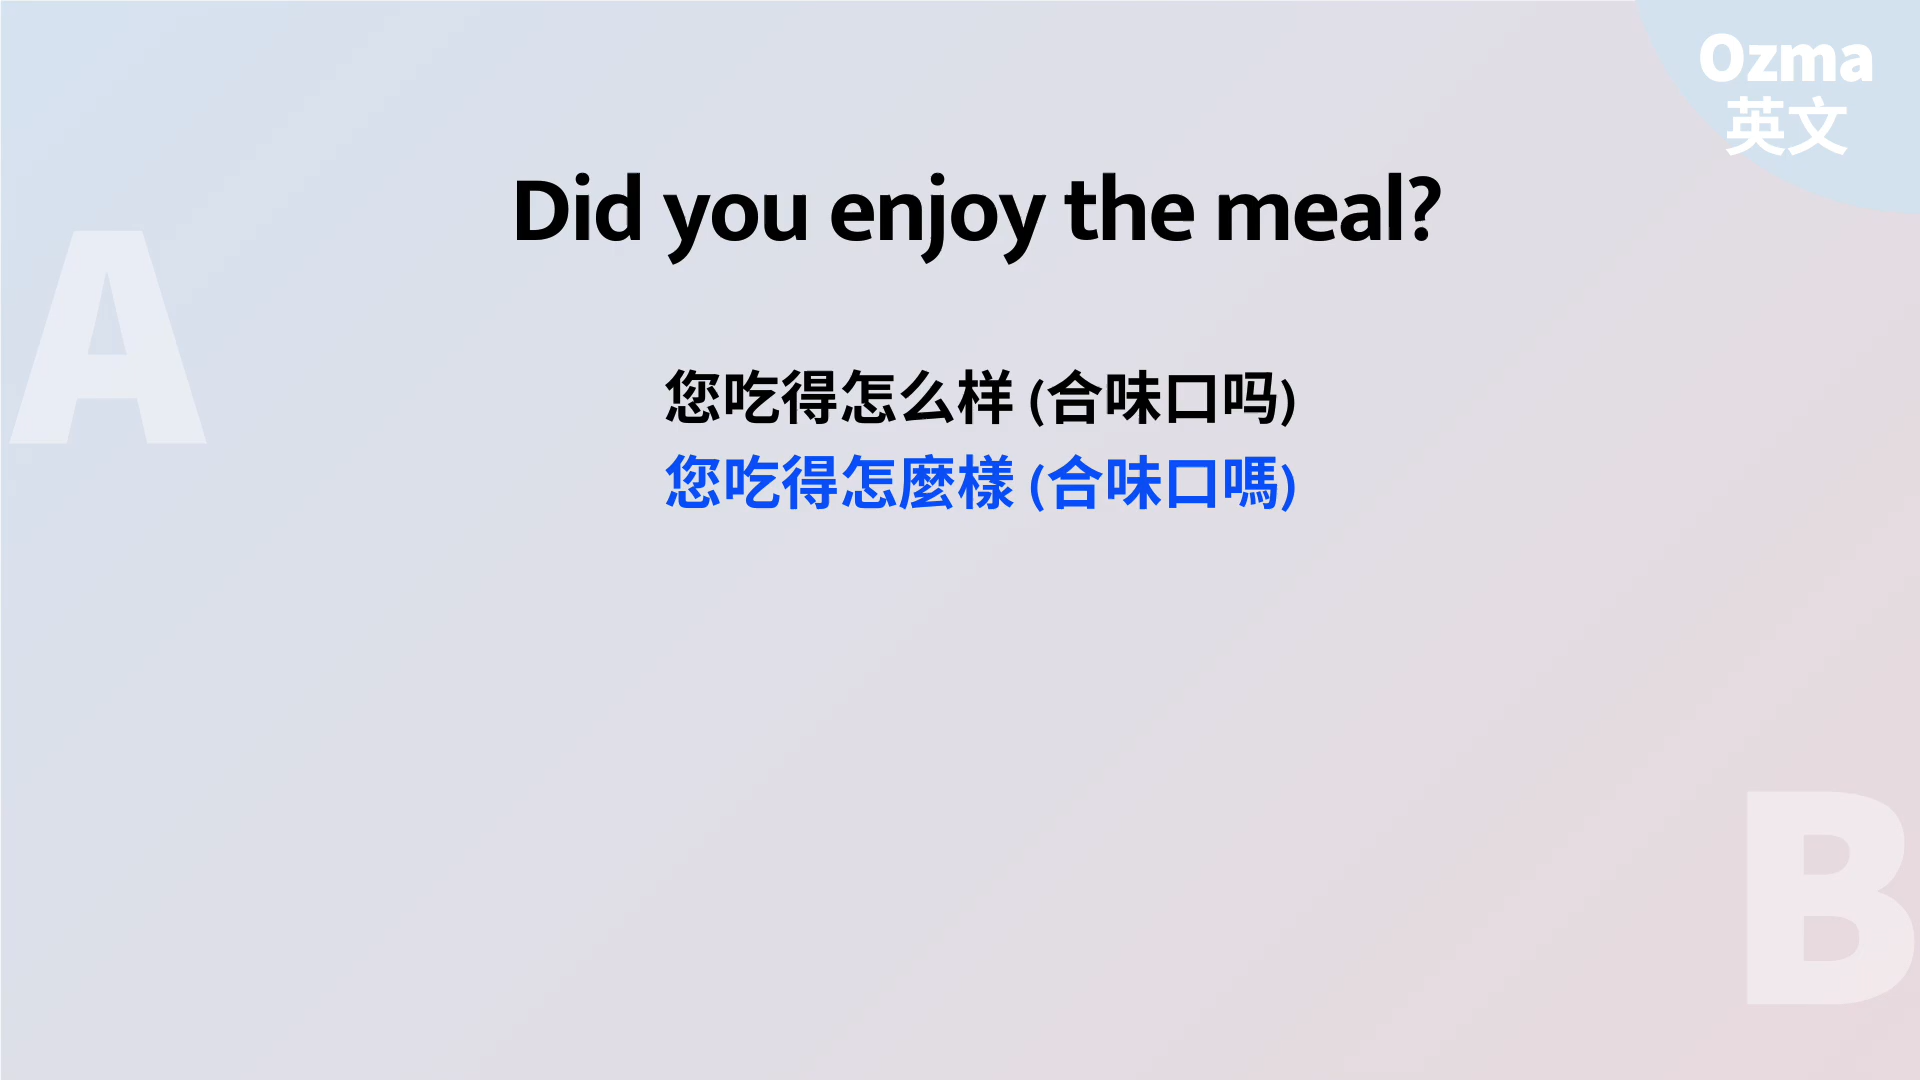 Ozma
英文
Did you enjoy the meal?
A
您吃得怎么样 (合味口吗)
您吃得怎麼樣 (合味口嗎)
B